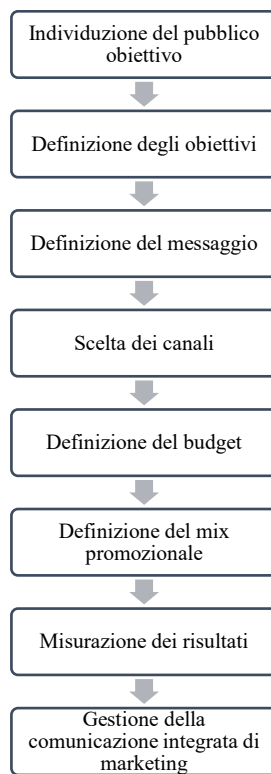 Individuzione del pubblico
obiettivo
Definizione degli obiettivi
Definizione del messaggio
Scelta dei canali
Definizione del budget
Definizione del mix
promozionale
Misurazione dei risultati
Gestione della
comunicazione integrata di
marketing